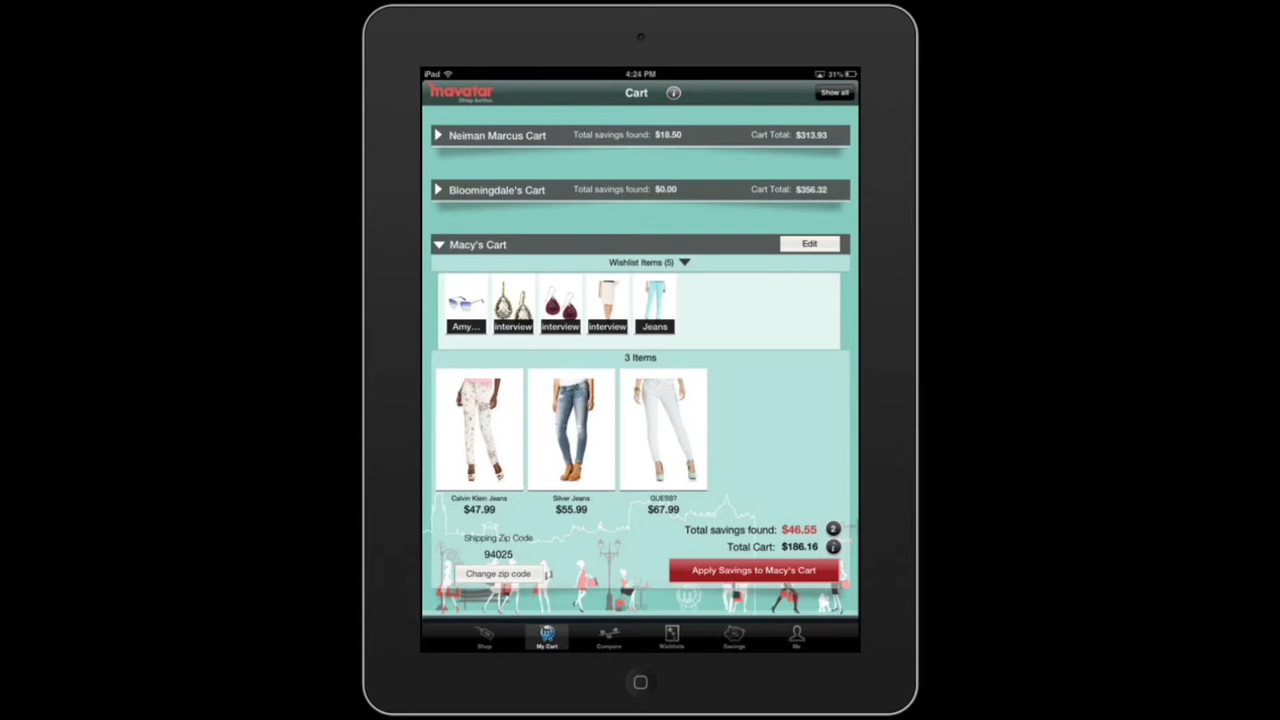 iPad
4:24 PM
31%
mavatar
Shop better.
Cart
i
Show all
Neiman Marcus Cart Total savings found: $18.50 Cart Total: $313.93
Bloomingdale's Cart Total savings found: $0.00 Cart Total: $356.32
Macy's Cart
Edit
Wishlist Items (5)
Amy... interview interview interview Jeans
3 Items
Calvin Klein Jeans
$47.99
Silver Jeans
$55.99
GUESS?
$67.99
Total savings found: $46.55 2
Total Cart: $186.16 i
Shipping Zip Code
94025
Change zip code
Apply Savings to Macy's Cart
Shop My Cart Compare Wishlists Savings Me